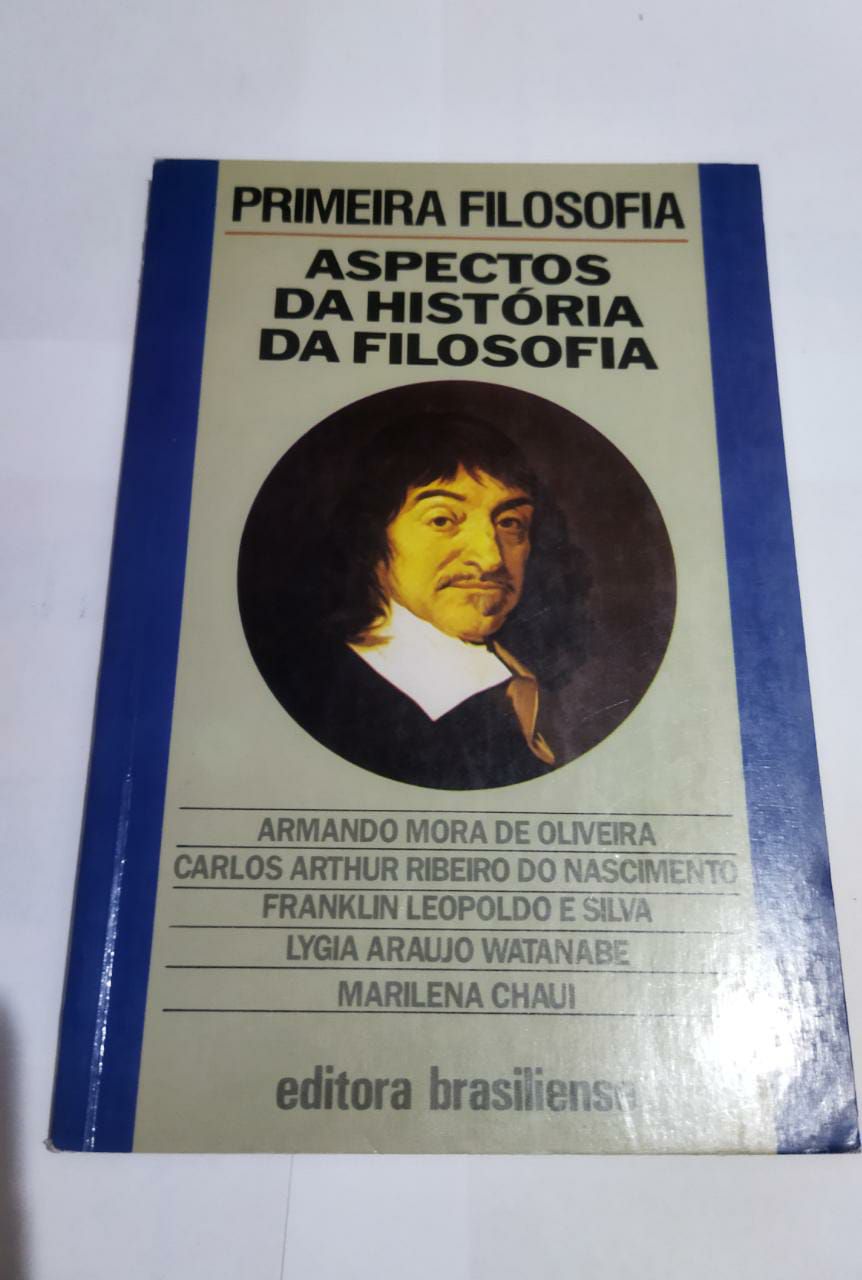 PRIMEIRA FILOSOFIA
ASPECTOS
DA HISTÓRIA
DA FILOSOFIA
ARMANDO MORA DE OLIVEIRA
CARLOS ARTHUR RIBEIRO DO NASCIMENTO
FRANKLIN LEOPOLDO E SILVA
LYGIA ARAUJO WATANABE
MARILENA CHAUI
editora brasiliense